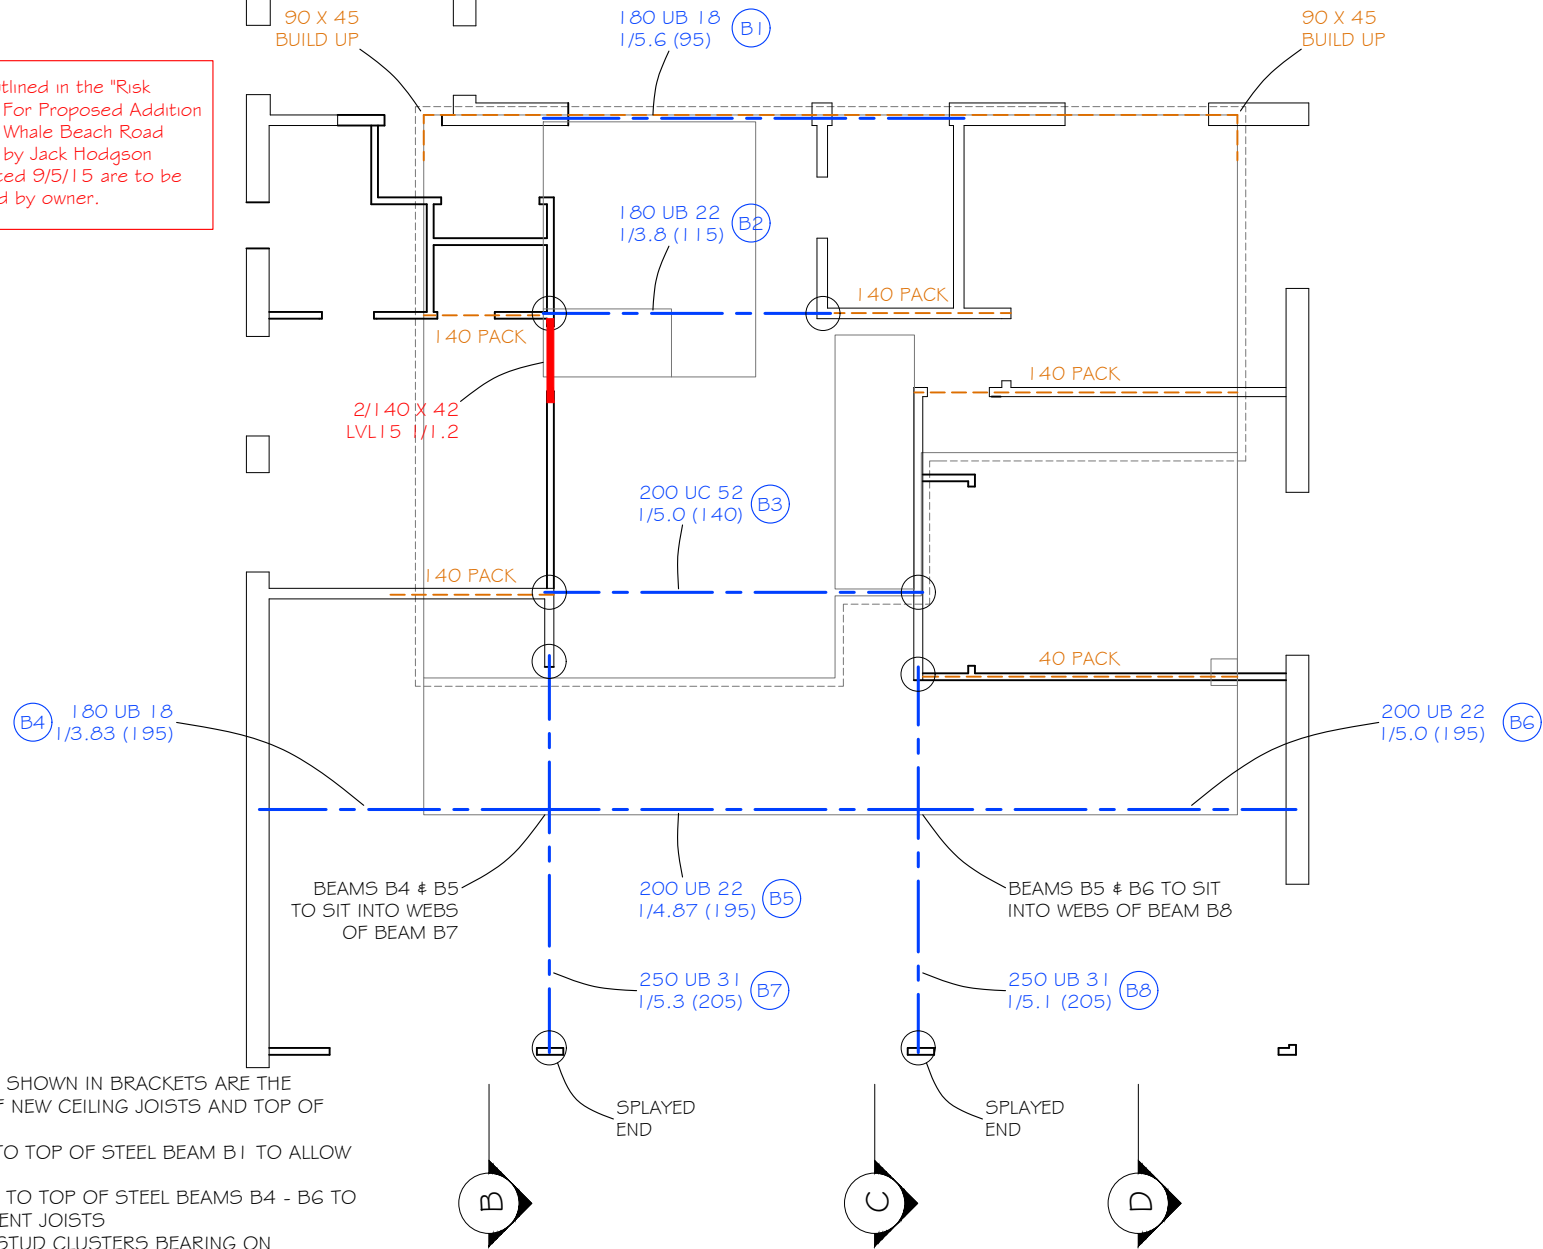 90 X 45
BUILD UP
180 UB 18
1/5.6 (95)
B1
90 X 45
BUILD UP
tlined in the "Risk
For Proposed Addition
Whale Beach Road
by Jack Hodgson
ted 9/5/15 are to be
d by owner.
180 UB 22
1/3.8 (115)
B2
140 PACK
140 PACK
140 PACK
2/140 X 42
LVL15 1/1.2
200 UC 52
1/5.0 (140)
B3
140 PACK
40 PACK
B4
180 UB 18
1/3.83 (195)
200 UB 22
1/5.0 (195)
B6
BEAMS B4 & B5
TO SIT INTO WEBS
OF BEAM B7
200 UB 22
1/4.87 (195)
B5
BEAMS B5 & B6 TO SIT
INTO WEBS OF BEAM B8
250 UB 31
1/5.3 (205)
B7
250 UB 31
1/5.1 (205)
B8
SHOWN IN BRACKETS ARE THE
F NEW CEILING JOISTS AND TOP OF
TO TOP OF STEEL BEAM B1 TO ALLOW
TO TOP OF STEEL BEAMS B4 - B6 TO
ENT JOISTS
STUD CLUSTERS BEARING ON
SPLAYED
END
SPLAYED
END
B
C
D